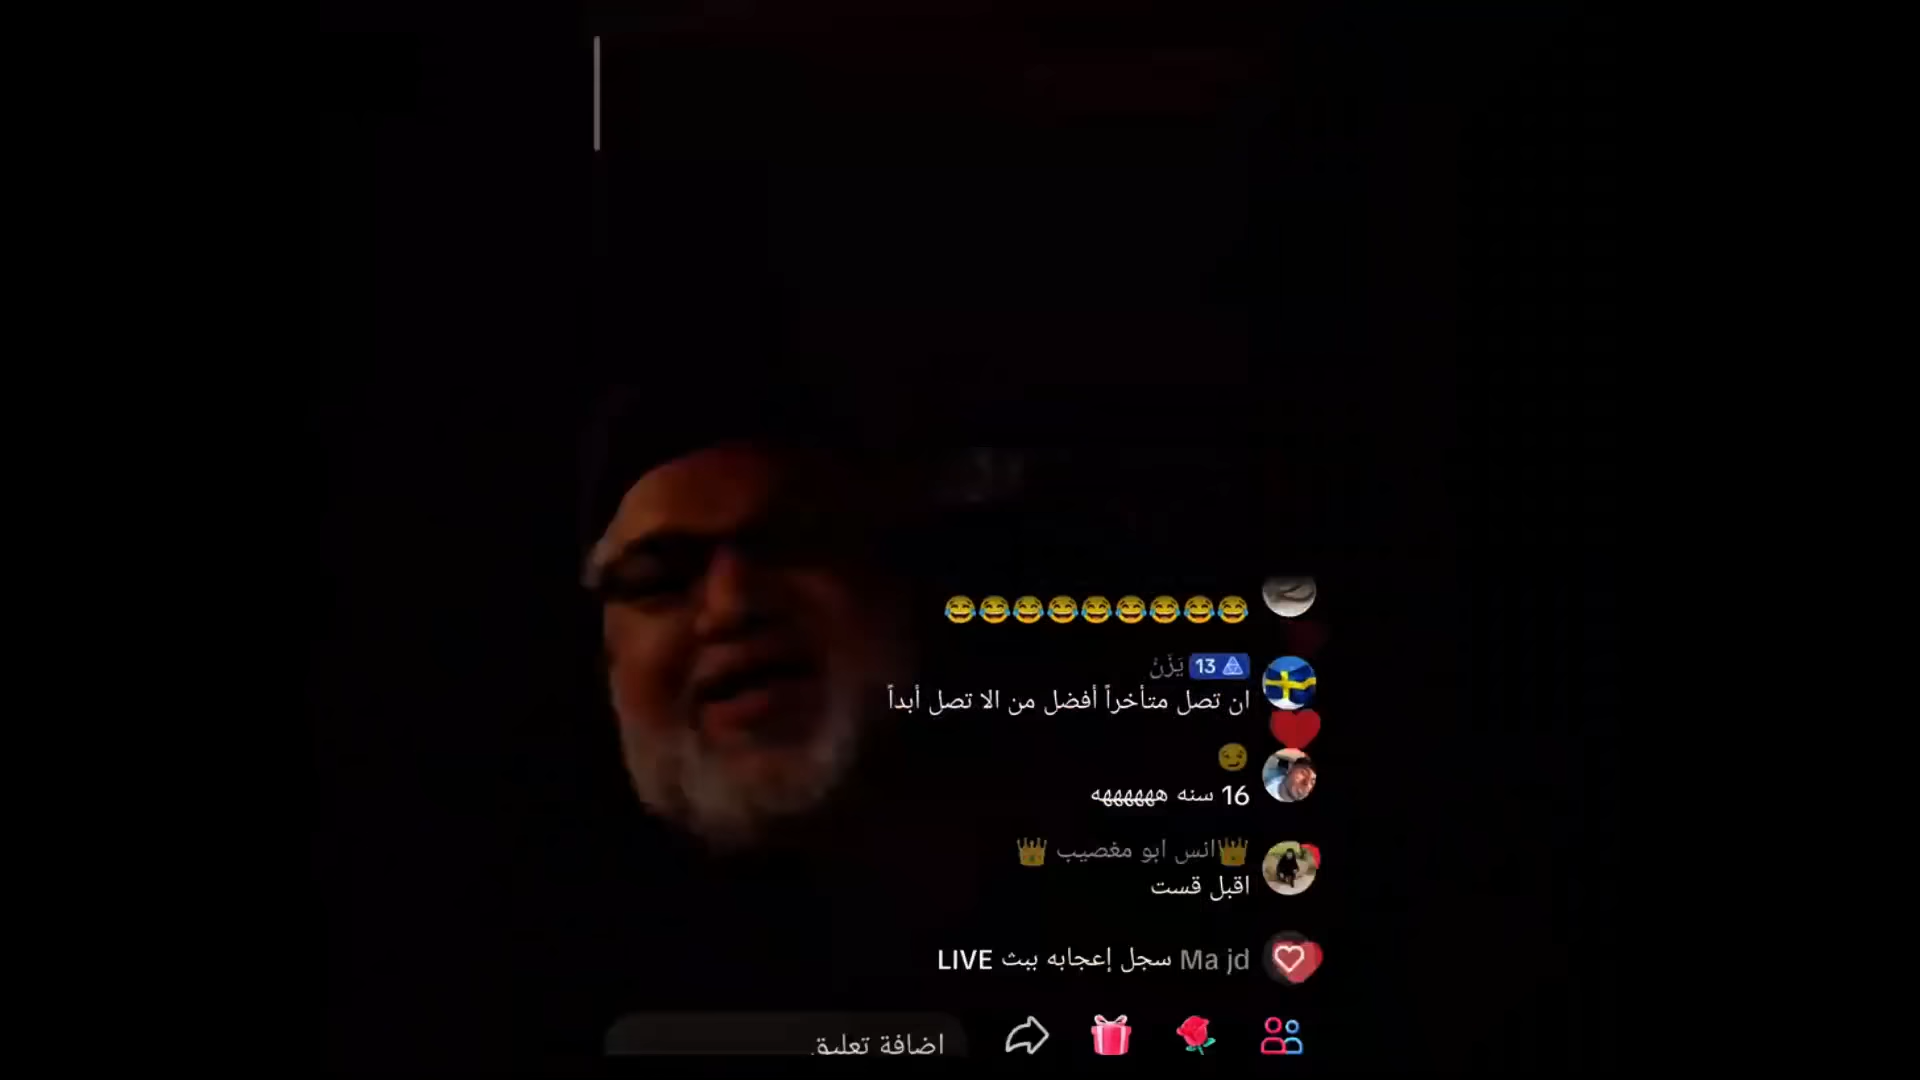 😂😂😂😂😂😂😂😂😂
يَزَنْ 13
ان تصل متأخراً أفضل من الا تصل أبداً
😏
16 سنه ههههههه
👑انس ابو مغصيب 👑
اقبل قست
Ma jd سجل إعجابه ببث LIVE
اضافة تعليق